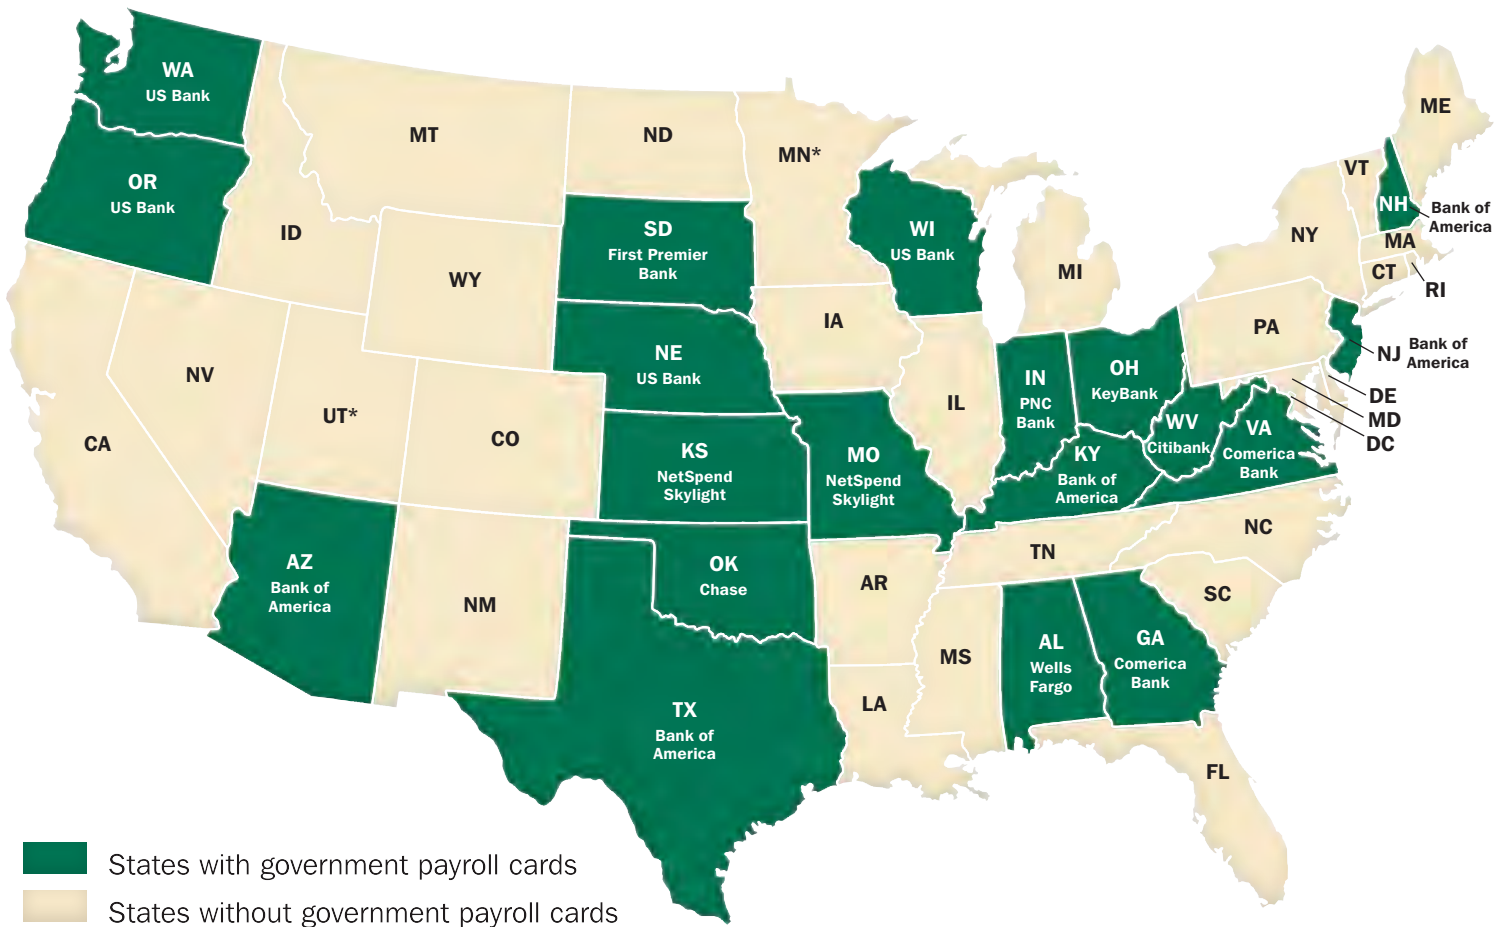 WA
US Bank
OR
US Bank
MT
ID
ND
MN*
SD
First Premier
Bank
WY
WI
US Bank
MI
ME
VT
NH
Bank of
America
NY
MA
CT
RI
PA
NJ
Bank of
America
DE
MD
DC
IA
NE
US Bank
NV
UT*
CA
CO
KS
NetSpend
Skylight
MO
NetSpend
Skylight
IL
IN
PNC
Bank
OH
KeyBank
WV
Citibank
VA
Comerica
Bank
KY
Bank of
America
AZ
Bank of
America
NM
OK
Chase
AR
TN
NC
SC
TX
Bank of
America
LA
MS
AL
Wells
Fargo
GA
Comerica
Bank
FL
States with government payroll cards
States without government payroll cards